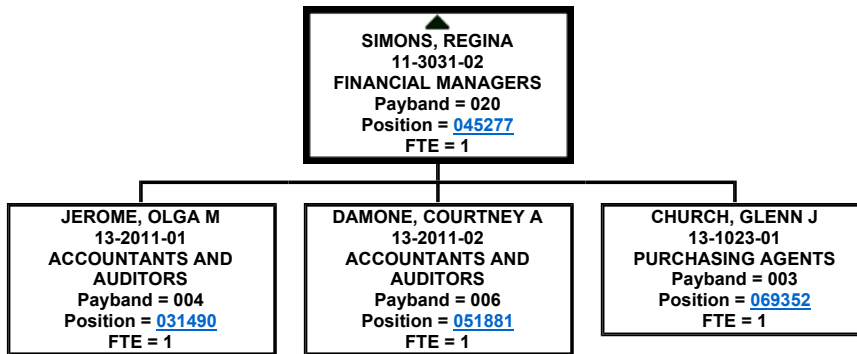 SIMONS, REGINA
11-3031-02
FINANCIAL MANAGERS
Payband = 020
Position = 045277
FTE = 1
JEROME, OLGA M
13-2011-01
ACCOUNTANTS AND
AUDITORS
Payband = 004
Position = 031490
FTE = 1
DAMONE, COURTNEY A
13-2011-02
ACCOUNTANTS AND
AUDITORS
Payband = 006
Position = 051881
FTE = 1
CHURCH, GLENN J
13-1023-01
PURCHASING AGENTS
Payband = 003
Position = 069352
FTE = 1